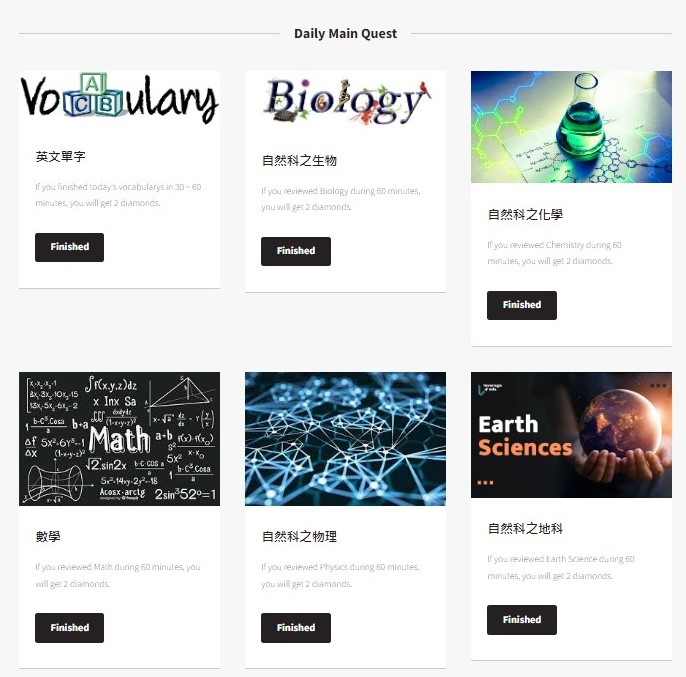 Daily Main Quest
VocABulary
英文單字
If you finished today's vocabularys in 30 ~ 60
minutes, you will get 2 diamonds.
Finished
Biology
自然科之生物
If you reviewed Biology during 60 minutes,
you will get 2 diamonds.
Finished
自然科之化學
If you reviewed Chemistry during 60
minutes, you will get 2 diamonds.
Finished
Math
數學
If you reviewed Math during 60 minutes, you
will get 2 diamonds.
Finished
自然科之物理
If you reviewed Physics during 60 minutes,
you will get 2 diamonds.
Finished
leverage
edu
Earth
Sciences
自然科之地科
If you reviewed Earth Science during 60
minutes, you will get 2 diamonds.
Finished